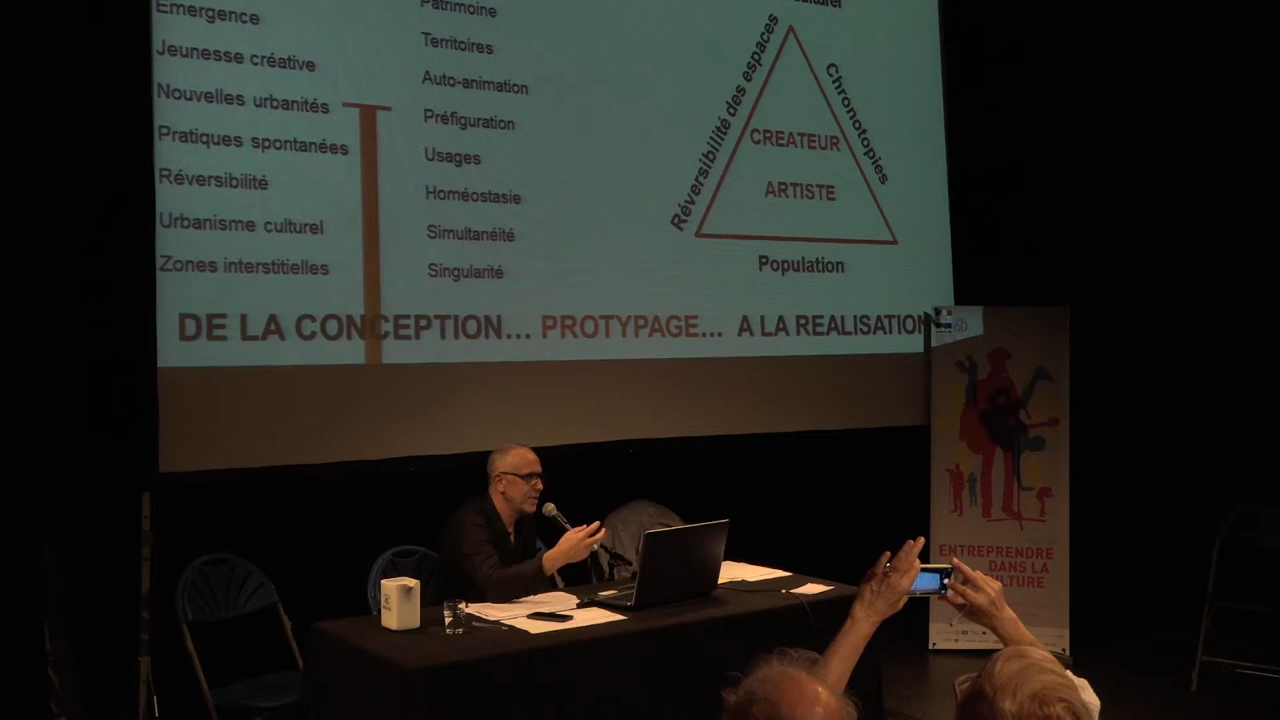 Emergence
Jeunesse créative
Nouvelles urbanités
Pratiques spontanées
Réversibilité
Urbanisme culturel
Zones interstitielles
Patrimoine
Territoires
Auto-animation
Préfiguration
Usages
Homéostasie
Simultanéité
Singularité
Réversibilité des espaces
Chronotopies
CREATEUR
ARTISTE
Population
DE LA CONCEPTION... PROTYPAGE... A LA REALISATION
ENTREPRENDRE
DANS LA
CULTURE